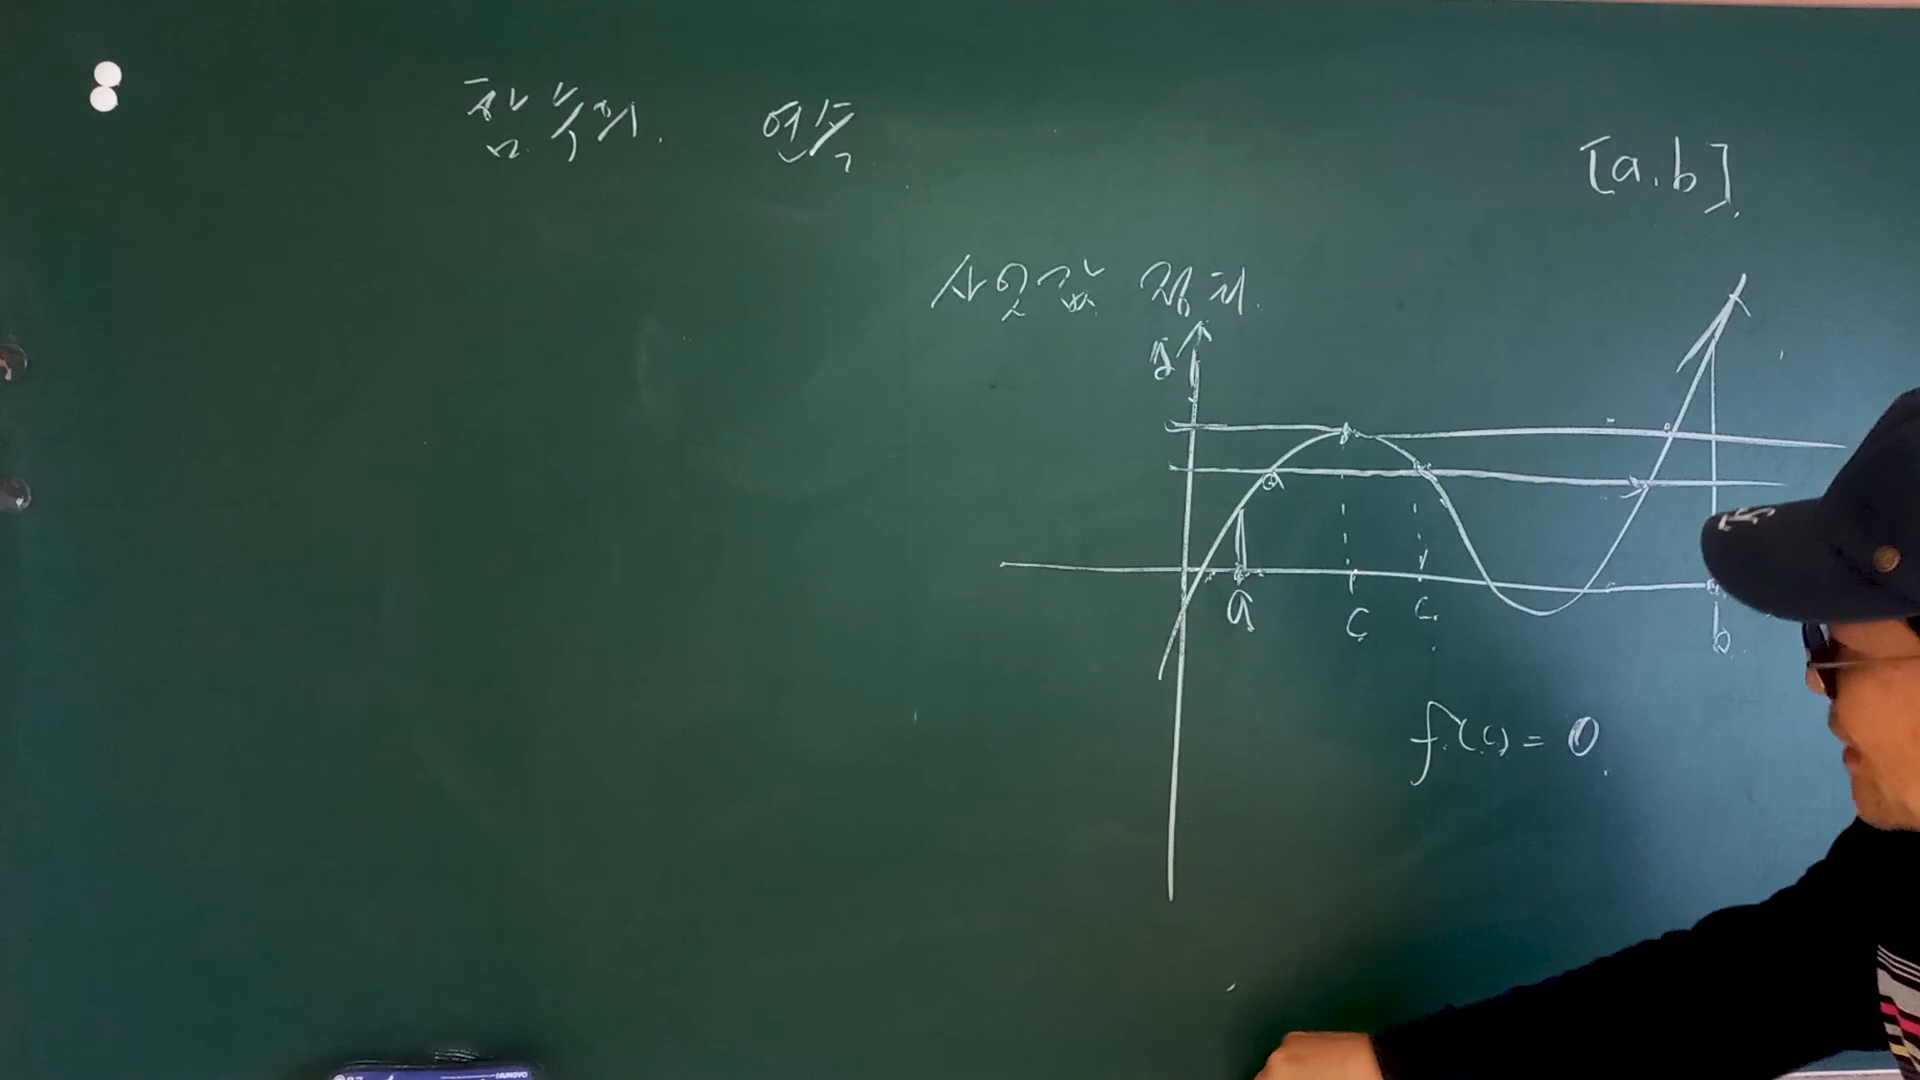 함수의 연속
[a.b].
사잇값 정리.
y
a
c
c.
b.
f(c) = 0.